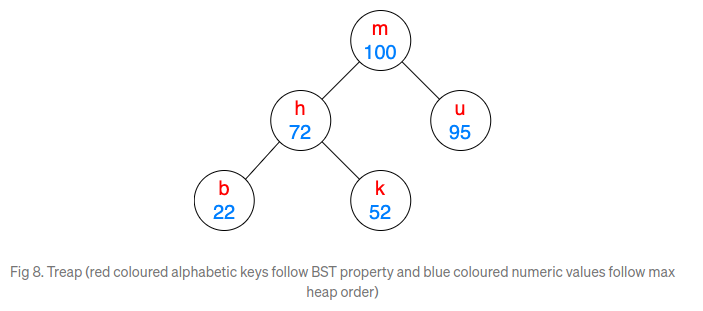 m
100
h
72
u
95
b
22
k
52
Fig 8. Treap (red coloured alphabetic keys follow BST property and blue coloured numeric values follow max
heap order)